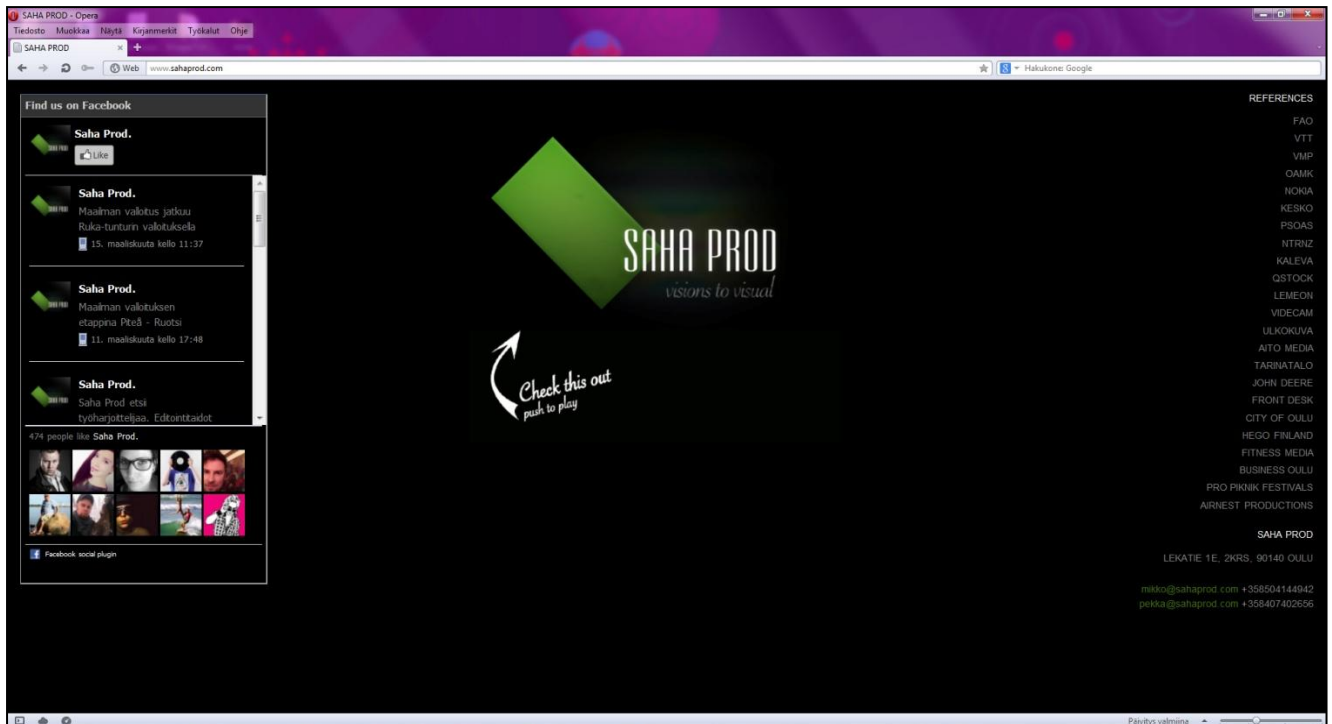 SAHA PROD - Opera
Tiedosto Muokkaa Näytä Kirjanmerkit Työkalut Ohje
SAHA PROD
Web www.sahaprod.com
Hakukone: Google
Find us on Facebook
Saha Prod.
Like
Saha Prod.
Maailman valloitus jatkuu
Ruka-tunturin valloituksella
15. maaliskuuta kello 11:37
Saha Prod.
Maailman valloituksen
etappina Piteå - Ruotsi
11. maaliskuuta kello 17:48
Saha Prod.
Saha Prod etsii
työharjoittelijaa. Editointitaidot
474 people like Saha Prod.
Facebook social plugin
SAHA PROD
visions to visual
Check this out
push to play
REFERENCES
FAO
VTT
VMP
OAMK
NOKIA
KESKO
PSOAS
NTRNZ
KALEVA
QSTOCK
LEMEON
VIDECAM
ULKOKUVA
AITO MEDIA
TARINATALO
JOHN DEERE
FRONT DESK
CITY OF OULU
HEGO FINLAND
FITNESS MEDIA
BUSINESS OULU
PRO PIKNIK FESTIVALS
AIRNEST PRODUCTIONS
SAHA PROD
LEKATIE 1E, 2KRS, 90140 OULU
mikko@sahaprod.com +358504144942
pekka@sahaprod.com +358407402656
Päivitys valmiina